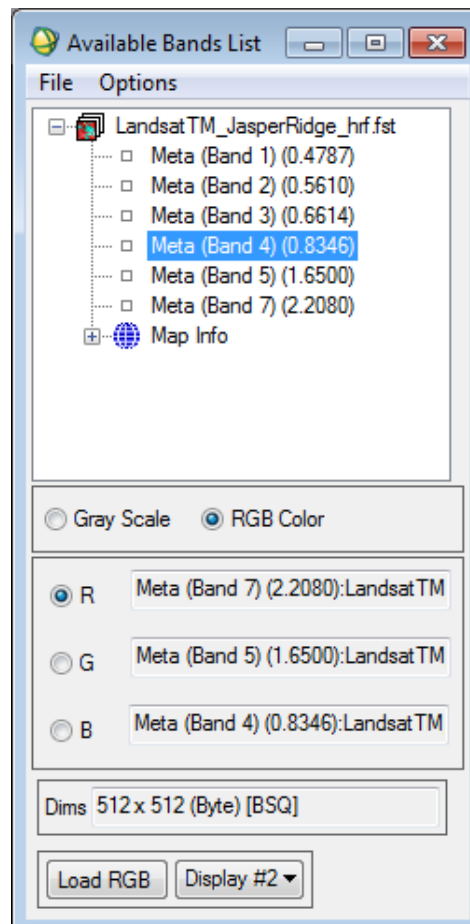 Available Bands List
File Options
LandsatTM_JasperRidge_hrf.fst
Meta (Band 1) (0.4787)
Meta (Band 2) (0.5610)
Meta (Band 3) (0.6614)
Meta (Band 4) (0.8346)
Meta (Band 5) (1.6500)
Meta (Band 7) (2.2080)
Map Info
Gray Scale RGB Color
R Meta (Band 7) (2.2080):LandsatTM
G Meta (Band 5) (1.6500):LandsatTM
B Meta (Band 4) (0.8346):LandsatTM
Dims 512 x 512 (Byte) [BSQ]
Load RGB Display #2